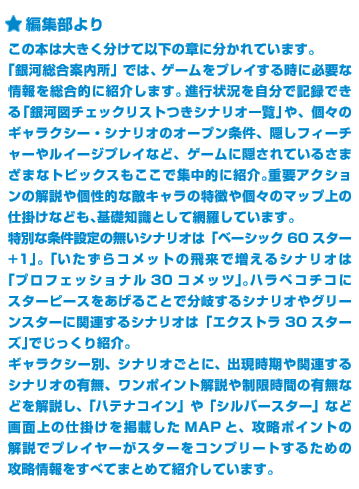 ★編集部より
この本は大きく分けて以下の章に分かれています。
「銀河総合案内所」では、ゲームをプレイする時に必要な
情報を総合的に紹介します。進行状況を自分で記録でき
る「銀河図チェックリストつきシナリオ一覧」や、個々の
ギャラクシー・シナリオのオープン条件、隠しフィーチ
ャーやルイージプレイなど、ゲームに隠されているさま
ざまなトピックスもここで集中的に紹介。重要アクショ
ンの解説や個性的な敵キャラの特徴や個々のマップ上の
仕掛けなども、基礎知識として網羅しています。
特別な条件設定の無いシナリオは「ベーシック60スター
+1」。「いたずらコメットの飛来で増えるシナリオは
「プロフェッショナル30コメッツ」。ハラペコチコに
スターピースをあげることで分岐するシナリオやグリー
ンスターに関連するシナリオは「エクストラ30スター
ズ」でじっくり紹介。
ギャラクシー別、シナリオごとに、出現時期や関連する
シナリオの有無、ワンポイント解説や制限時間の有無な
どを解説し、「ハテナコイン」や「シルバースター」など
画面上の仕掛けを掲載したMAPと、攻略ポイントの
解説でプレイヤーがスターをコンプリートするための
攻略情報をすべてまとめて紹介しています。